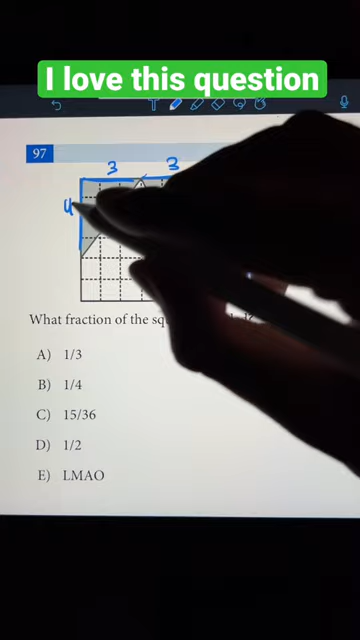 I love this question
97
3 3
4
What fraction of the
A) 1/3
B) 1/4
C) 15/36
D) 1/2
E) LMAO